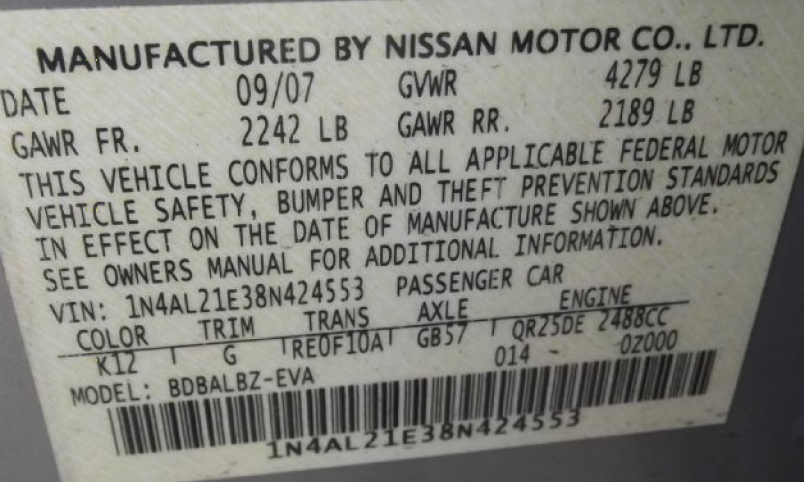 MANUFACTURED BY NISSAN MOTOR CO., LTD.
DATE 09/07 GVWR 4279 LB
GAWR FR. 2242 LB GAWR RR. 2189 LB
THIS VEHICLE CONFORMS TO ALL APPLICABLE FEDERAL MOTOR
VEHICLE SAFETY, BUMPER AND THEFT PREVENTION STANDARDS
IN EFFECT ON THE DATE OF MANUFACTURE SHOWN ABOVE.
SEE OWNERS MANUAL FOR ADDITIONAL INFORMATION.
VIN: 1N4AL21E38N424553 PASSENGER CAR
COLOR TRIM TRANS AXLE ENGINE
K12 G RE0F10A GB57 QR25DE 2488CC
MODEL: BDBALBZ-EVA 014 - 0Z000
1N4AL21E38N424553